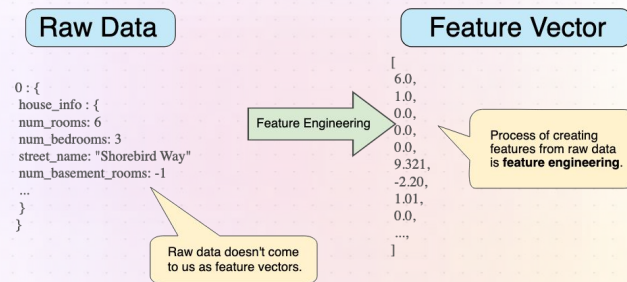 Raw Data
0 : {
house_info : {
num_rooms: 6
num_bedrooms: 3
street_name: "Shorebird Way"
num_basement_rooms: -1
...
}
}
Raw data doesn't come
to us as feature vectors.
Feature Engineering
Feature Vector
[
6.0,
1.0,
0.0,
0.0,
0.0,
9.321,
-2.20,
1.01,
0.0,
...,
]
Process of creating
features from raw data
is feature engineering.